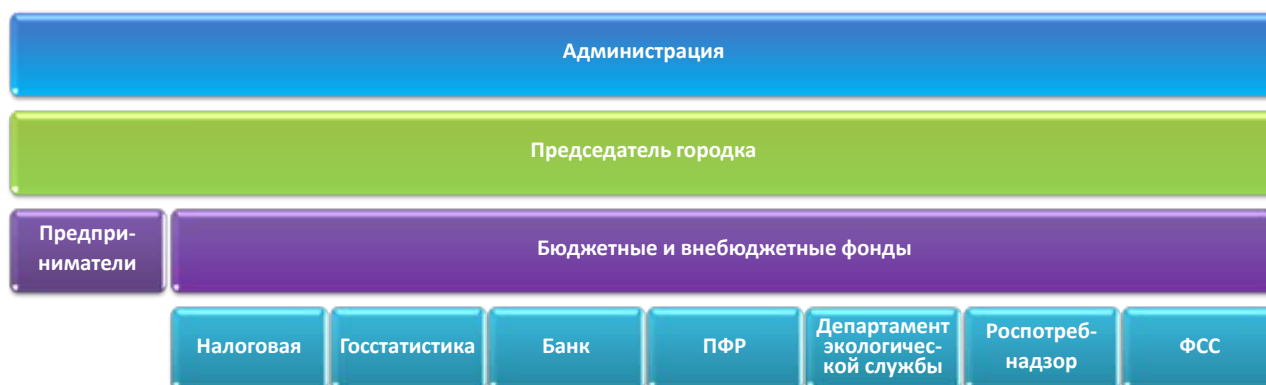 Администрация
Председатель городка
Предпри-
ниматели
Бюджетные и внебюджетные фонды
Налоговая
Госстатистика
Банк
ПФР
Департамент
экологичес-
кой службы
Роспотреб-
надзор
ФСС